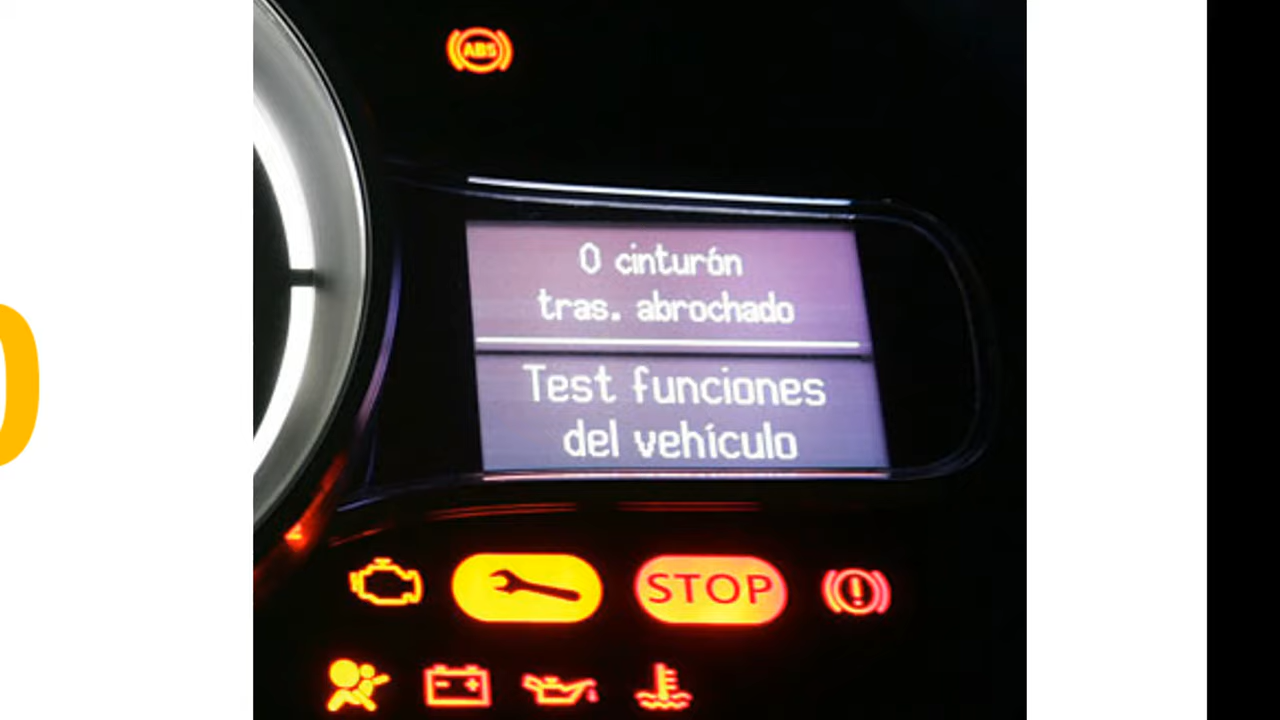 ABS
0 cinturón
tras. abrochado
Test funciones
del vehículo
STOP